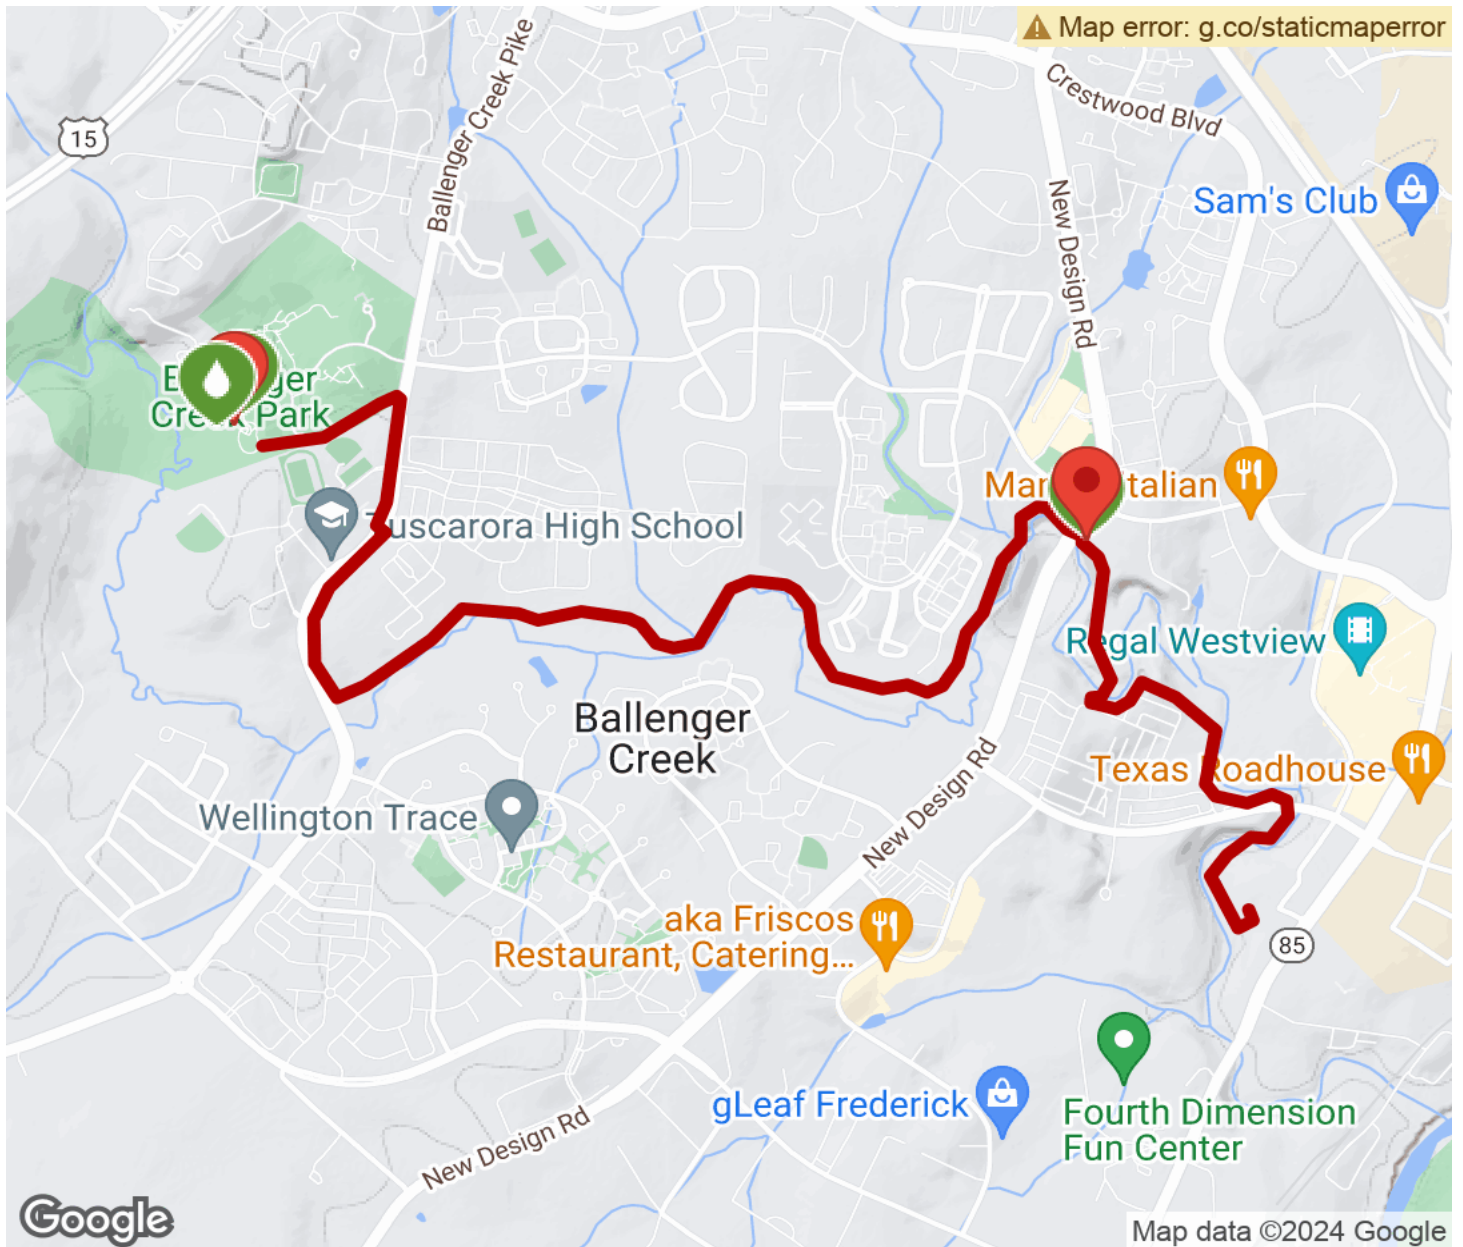 Map error: g.co/staticmaperror
Ballenger Creek Pike
Crestwood Blvd
15
Sam's Club
New Design Rd
Creek Park
Italian
Tuscarora High School
Regal Westview
Ballenger
Creek
Texas Roadhouse
Wellington Trace
New Design Rd
aka Friscos
Restaurant, Catering...
85
gLeaf Frederick
Fourth Dimension
Fun Center
New Design Rd
Google
Map data ©2024 Google